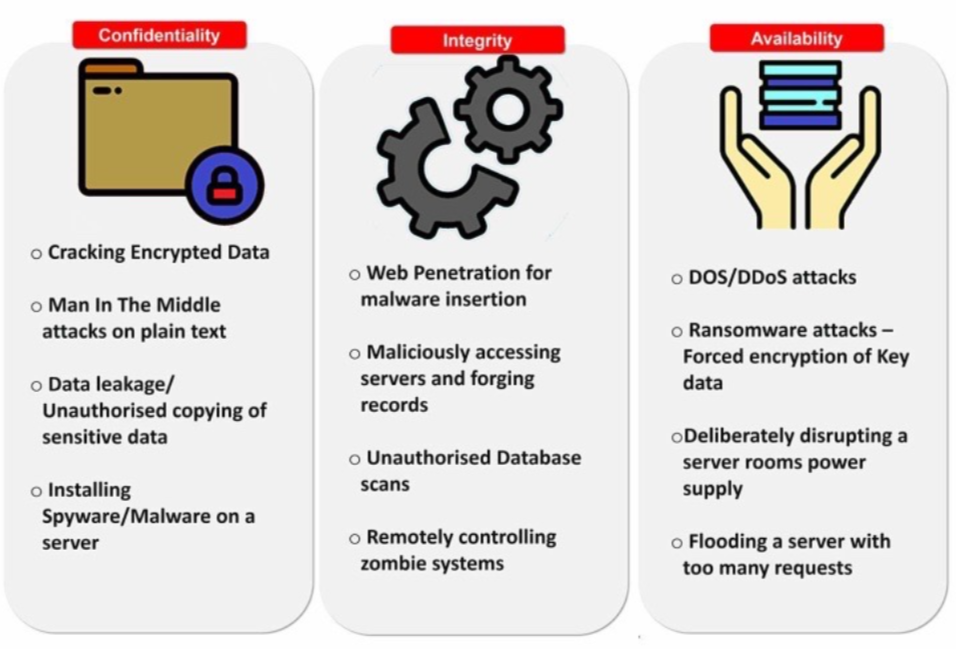 Confidentiality
○ Cracking Encrypted Data
○ Man In The Middle
attacks on plain text
○ Data leakage/
Unauthorised copying of
sensitive data
○ Installing
Spyware/Malware on a
server
Integrity
○ Web Penetration for
malware insertion
○ Maliciously accessing
servers and forging
records
○ Unauthorised Database
scans
○ Remotely controlling
zombie systems
Availability
○ DOS/DDoS attacks
○ Ransomware attacks –
Forced encryption of Key
data
○Deliberately disrupting a
server rooms power
supply
○ Flooding a server with
too many requests